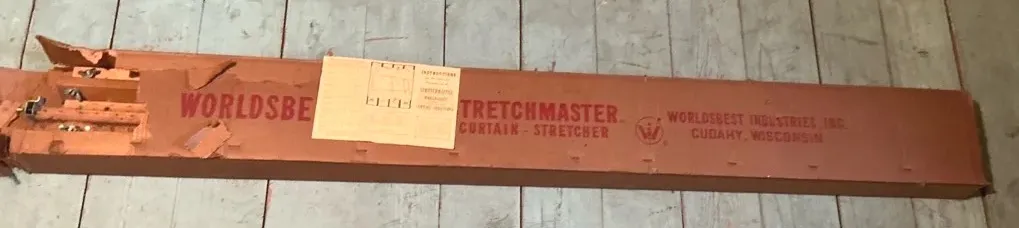 WORLDSBE
TRETCHMASTER
CURTAIN - STRETCHER
W
WORLDSBEST INDUSTRIES INC.
CUDAHY, WISCONSIN
INSTRUCTIONS